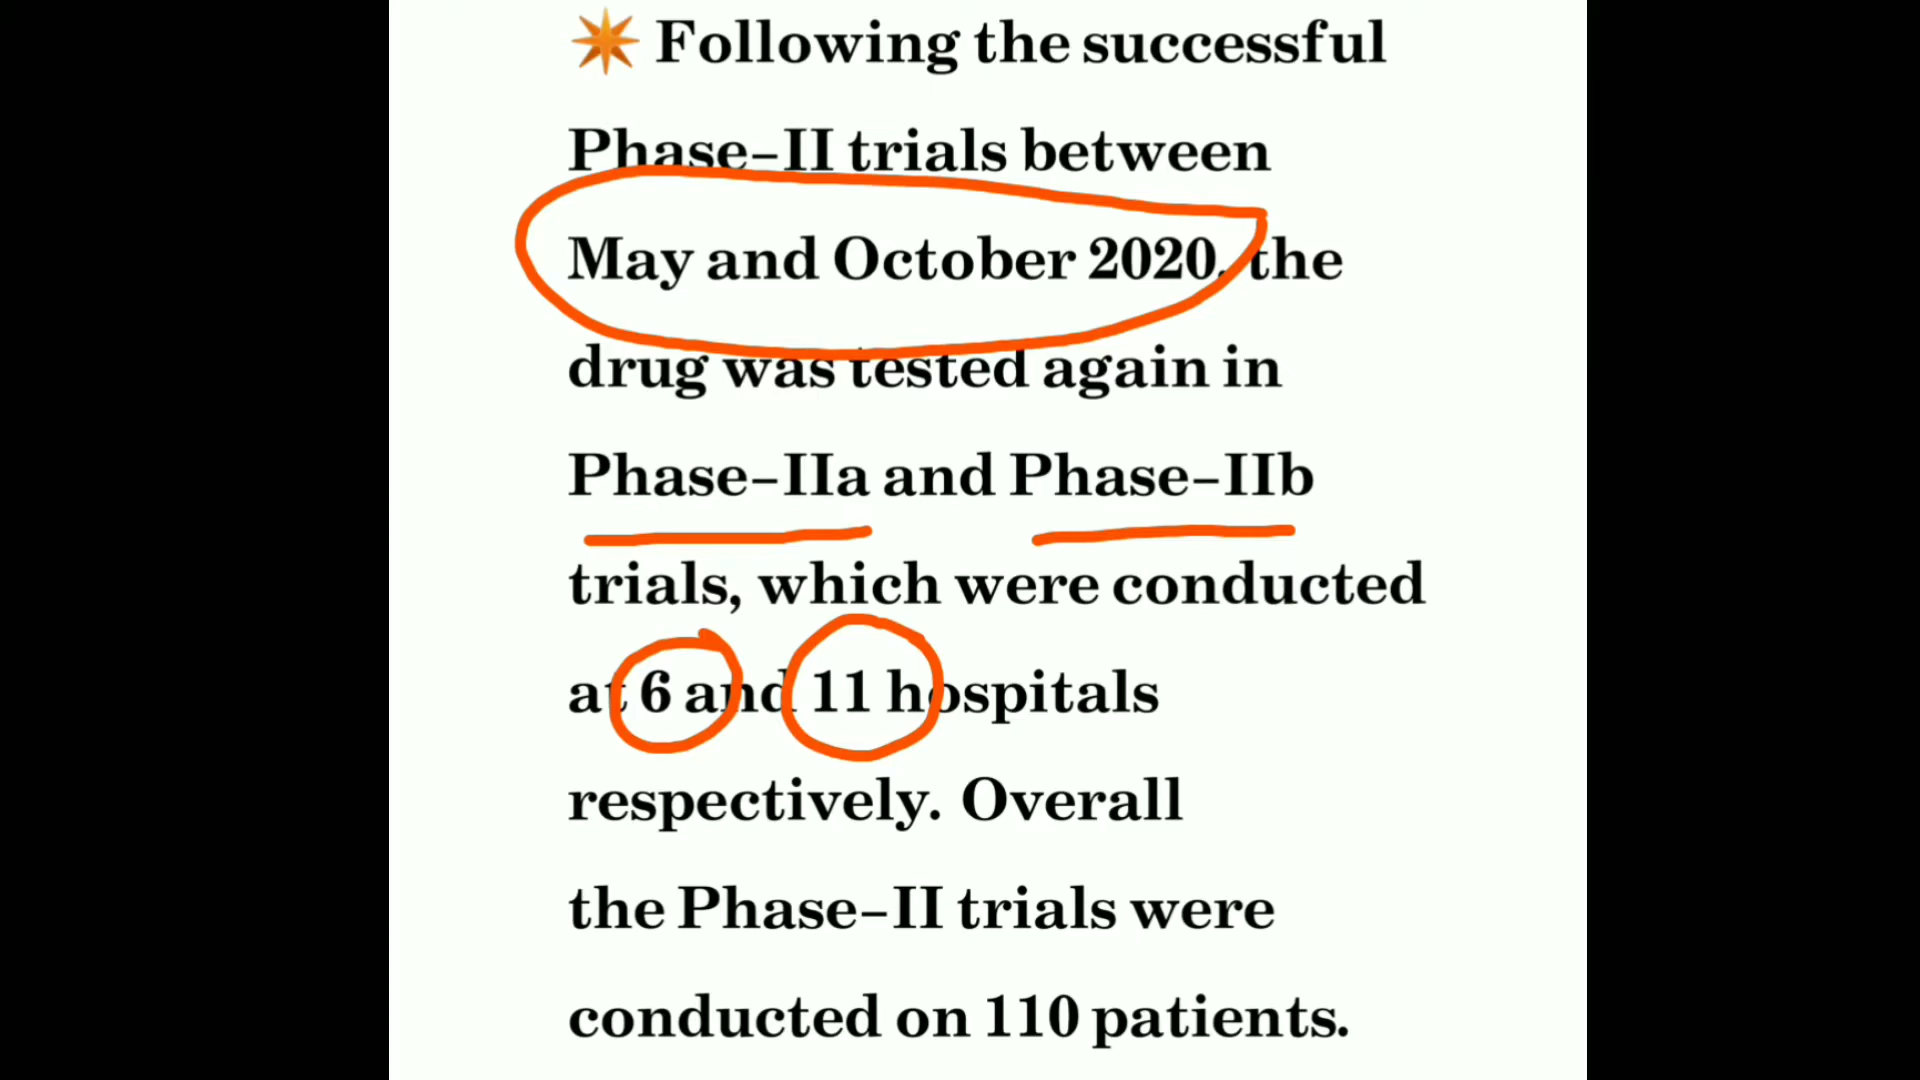 Following the successful
Phase-II trials between
May and October 2020, the
drug was tested again in
Phase-IIa and Phase-IIb
trials, which were conducted
at 6 and 11 hospitals
respectively. Overall
the Phase-II trials were
conducted on 110 patients.